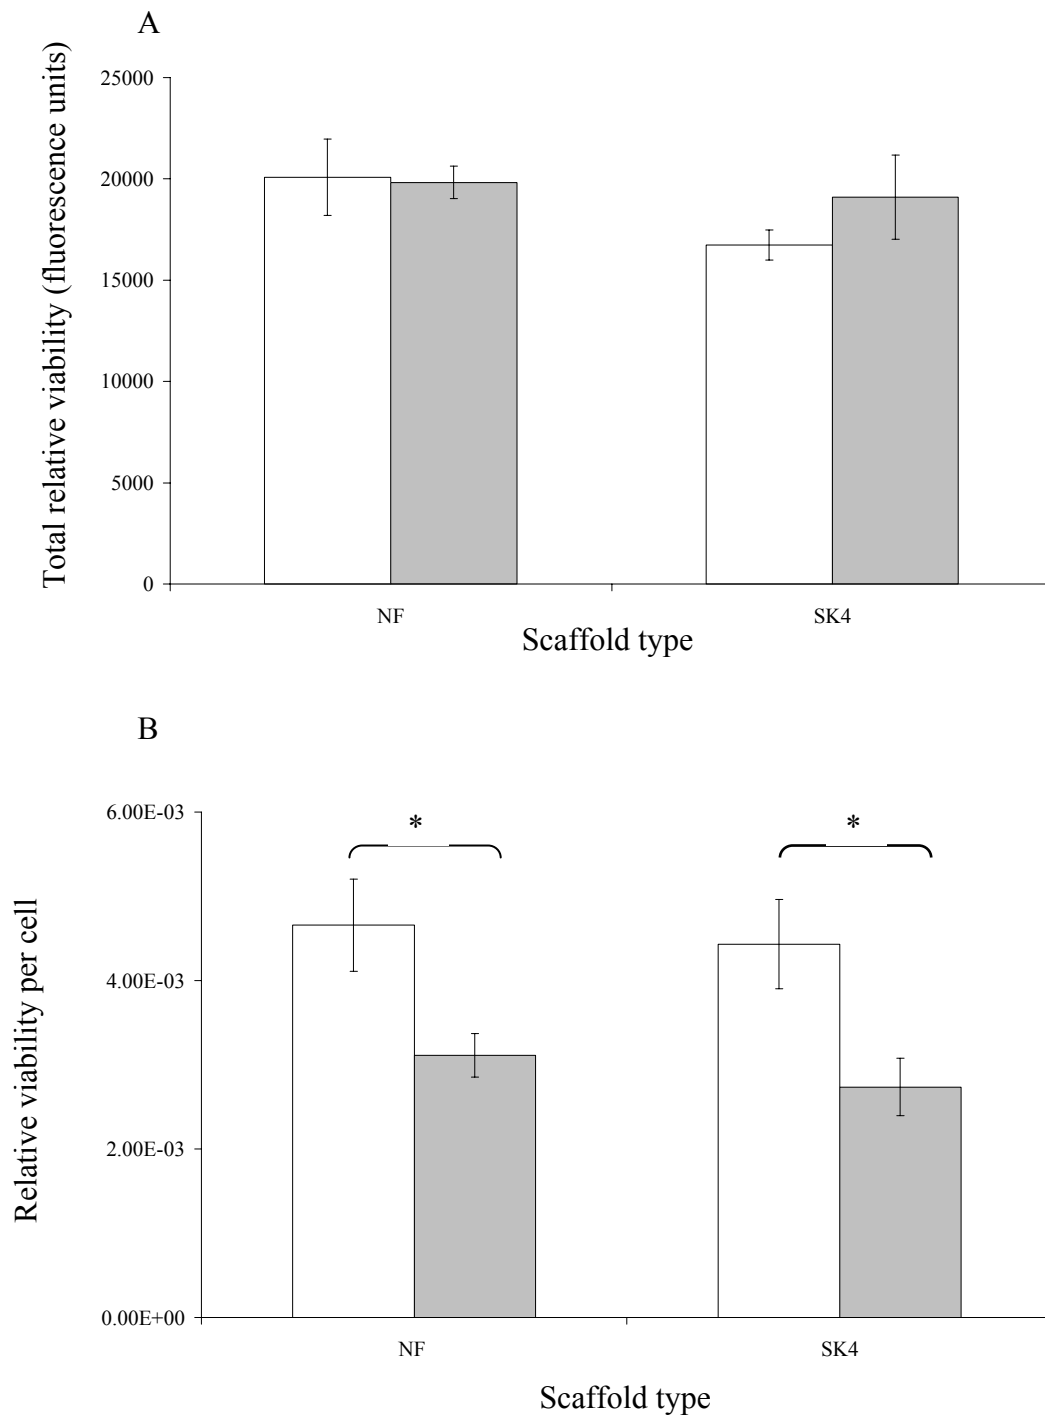 A
Total relative viability (fluorescence units)
25000
20000
15000
10000
5000
0
NF
SK4
Scaffold type
B
Relative viability per cell
6.00E-03
4.00E-03
2.00E-03
0.00E+00
*
*
NF
SK4
Scaffold type